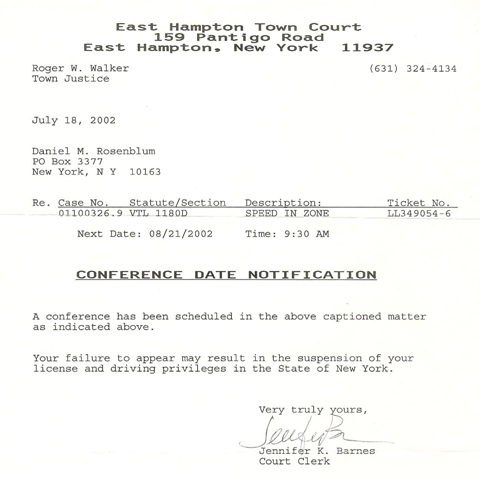 East Hampton Town Court
159 Pantigo Road
East Hampton, New York 11937
Roger W. Walker (631) 324-4134
Town Justice
July 18, 2002
Daniel M. Rosenblum
PO Box 3377
New York, N Y 10163
Re. Case No. Statute/Section Description: Ticket No.
01100326.9 VTL 1180D SPEED IN ZONE LL349054-6
Next Date: 08/21/2002 Time: 9:30 AM
CONFERENCE DATE NOTIFICATION
A conference has been scheduled in the above captioned matter
as indicated above.
Your failure to appear may result in the suspension of your
license and driving privileges in the State of New York.
Very truly yours,
Jennifer K. Barnes
Court Clerk